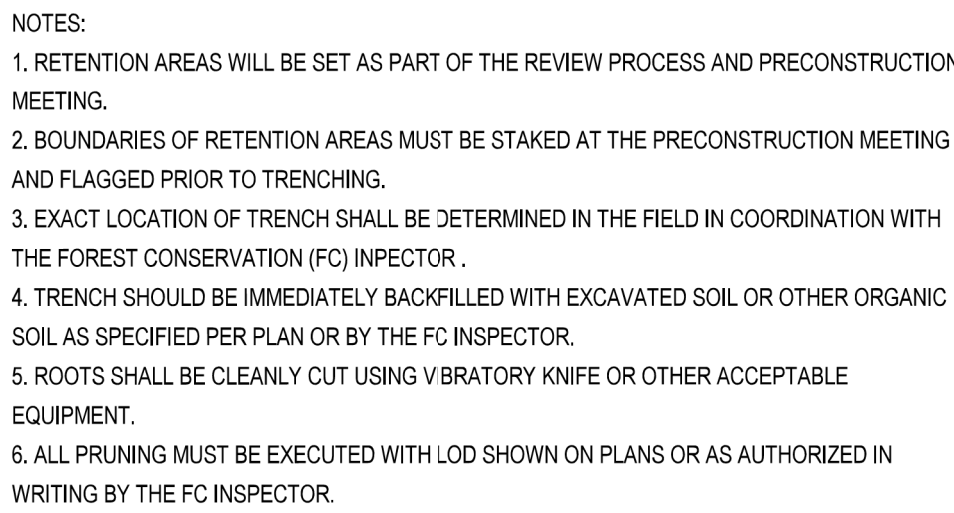 NOTES:
1. RETENTION AREAS WILL BE SET AS PART OF THE REVIEW PROCESS AND PRECONSTRUCTION
MEETING.
2. BOUNDARIES OF RETENTION AREAS MUST BE STAKED AT THE PRECONSTRUCTION MEETING
AND FLAGGED PRIOR TO TRENCHING.
3. EXACT LOCATION OF TRENCH SHALL BE DETERMINED IN THE FIELD IN COORDINATION WITH
THE FOREST CONSERVATION (FC) INPECTOR .
4. TRENCH SHOULD BE IMMEDIATELY BACKFILLED WITH EXCAVATED SOIL OR OTHER ORGANIC
SOIL AS SPECIFIED PER PLAN OR BY THE FC INSPECTOR.
5. ROOTS SHALL BE CLEANLY CUT USING VIBRATORY KNIFE OR OTHER ACCEPTABLE
EQUIPMENT.
6. ALL PRUNING MUST BE EXECUTED WITH LOD SHOWN ON PLANS OR AS AUTHORIZED IN
WRITING BY THE FC INSPECTOR.